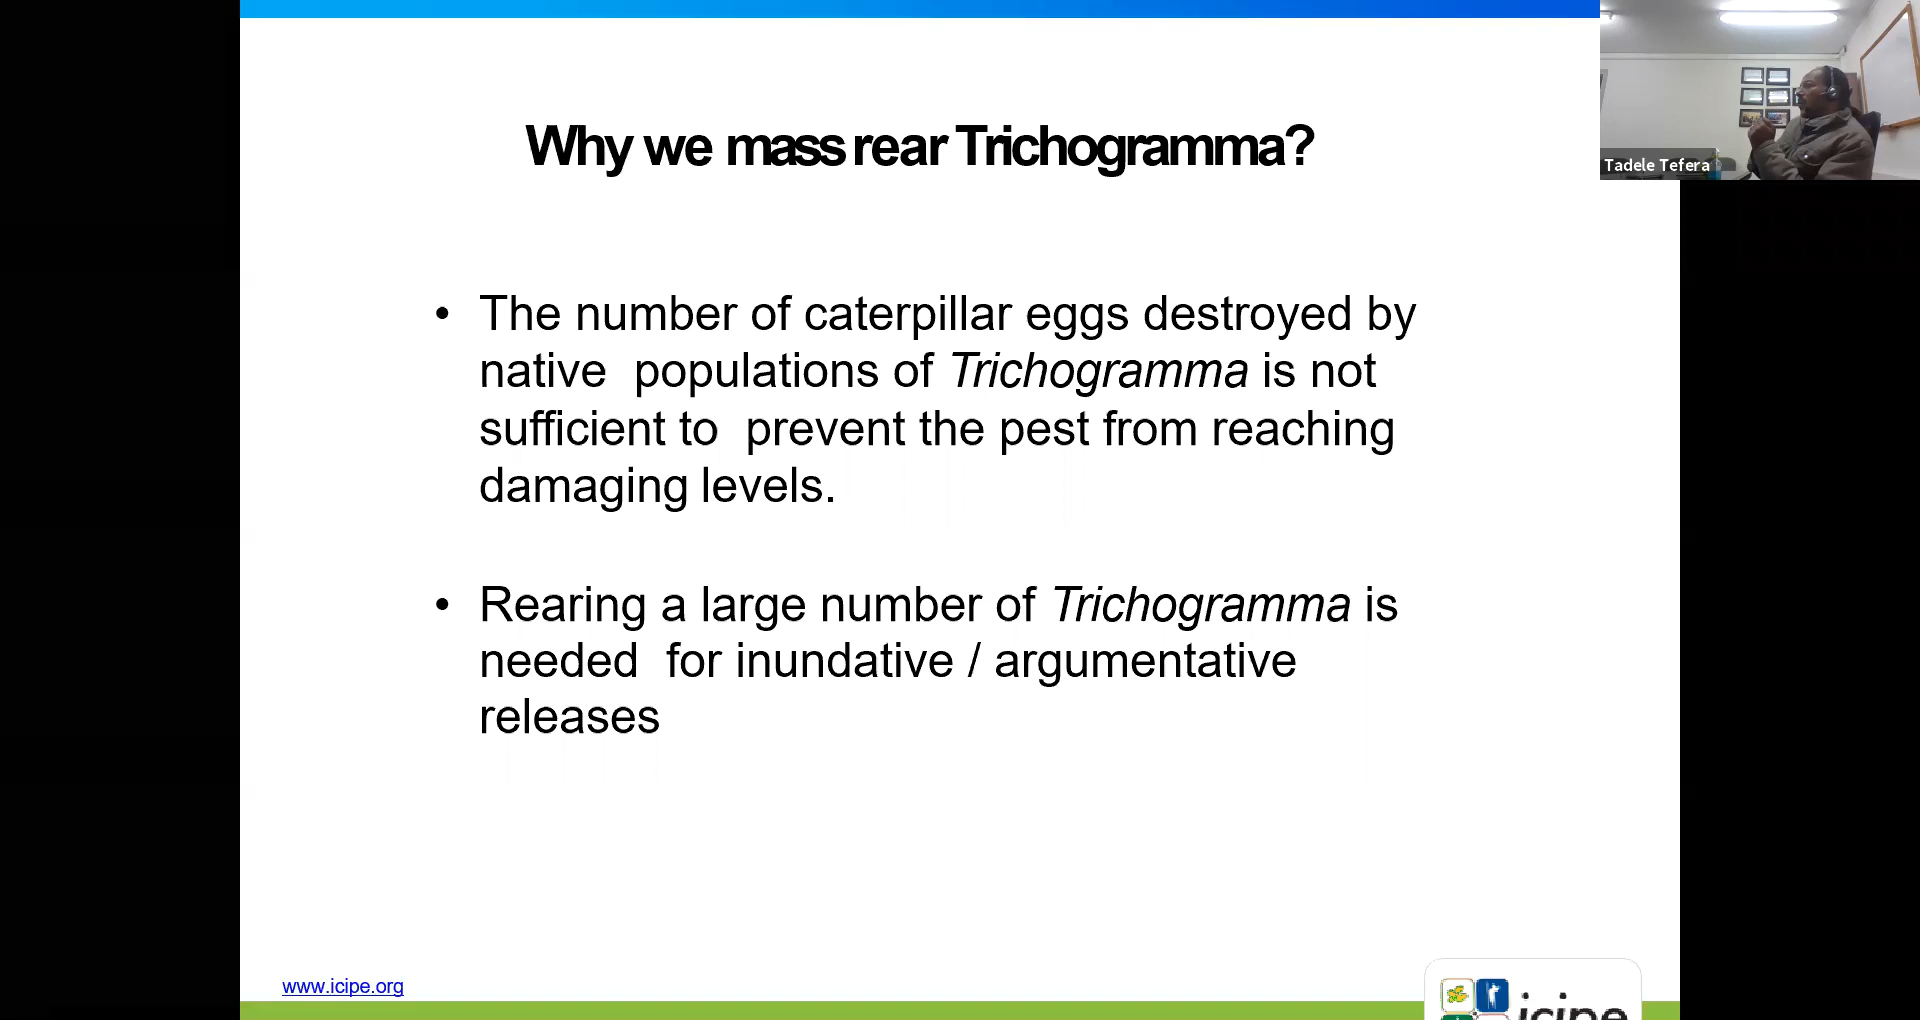 Why we mass rear Trichogramma?
Tadele Tefera
• The number of caterpillar eggs destroyed by
native populations of Trichogramma is not
sufficient to prevent the pest from reaching
damaging levels.
• Rearing a large number of Trichogramma is
needed for inundative / argumentative
releases
www.icipe.org
icipe